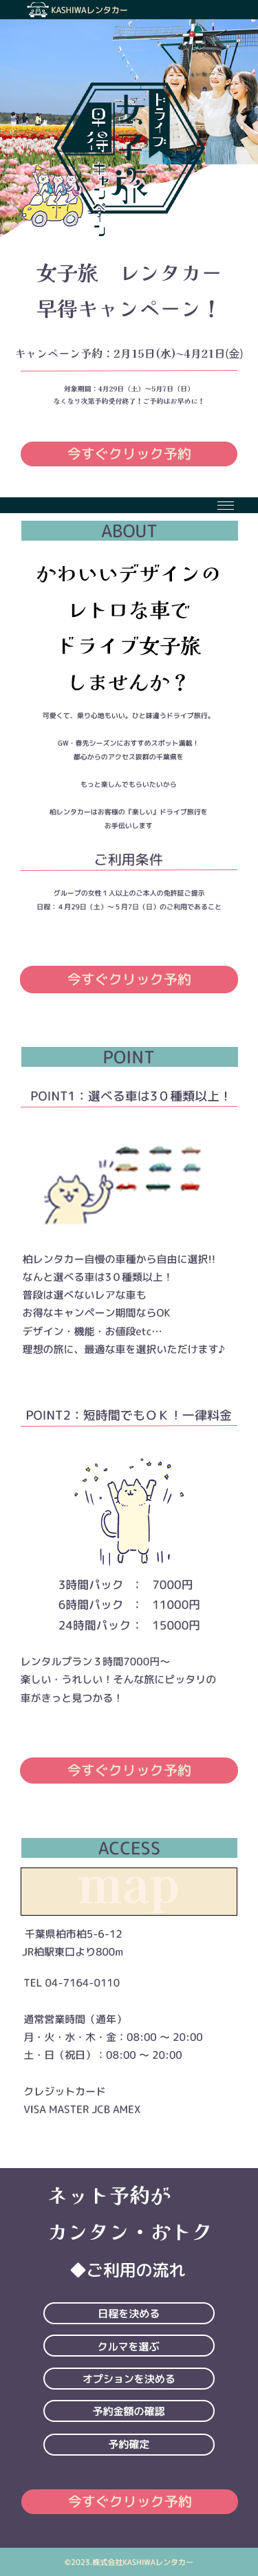 KASHIWAレンタカー
ドライブ
女子旅
早得
キャンペーン
女子旅　レンタカー
早得キャンペーン！
キャンペーン予約：2月15日(水)~4月21日(金)
対象期間：4月29日（土）～5月7日（日）
なくなり次第予約受付終了！ご予約はお早めに！
今すぐクリック予約
ABOUT
かわいいデザインの
レトロな車で
ドライブ女子旅
しませんか？
可愛くて、乗り心地もいい。ひと味違うドライブ旅行。
GW・春先シーズンにおすすめスポット満載！
都心からのアクセス抜群の千葉県を
もっと楽しんでもらいたいから
柏レンタカーはお客様の『楽しい』ドライブ旅行を
お手伝いします
ご利用条件
グループの女性１人以上のご本人の免許証ご提示
日程：４月29日（土）～５月7日（日）のご利用であること
今すぐクリック予約
POINT
POINT1：選べる車は3０種類以上！
柏レンタカー自慢の車種から自由に選択!!
なんと選べる車は3０種類以上！
普段は選べないレアな車も
お得なキャンペーン期間ならOK
デザイン・機能・お値段etc…
理想の旅に、最適な車を選択いただけます♪
POINT2：短時間でもＯＫ！一律料金
3時間パック　：　7000円
6時間パック　：　11000円
24時間パック：　15000円
レンタルプラン３時間7000円～
楽しい・うれしい！そんな旅にピッタリの
車がきっと見つかる！
今すぐクリック予約
ACCESS
map
千葉県柏市柏5-6-12
JR柏駅東口より800m
TEL 04-7164-0110
通常営業時間（通年）
月・火・水・木・金：08:00 ～ 20:00
土・日（祝日）：08:00 ～ 20:00
クレジットカード
VISA MASTER JCB AMEX
ネット予約が
カンタン・おトク
◆ご利用の流れ
日程を決める
クルマを選ぶ
オプションを決める
予約金額の確認
予約確定
今すぐクリック予約
©2023.株式会社KASHIWAレンタカー